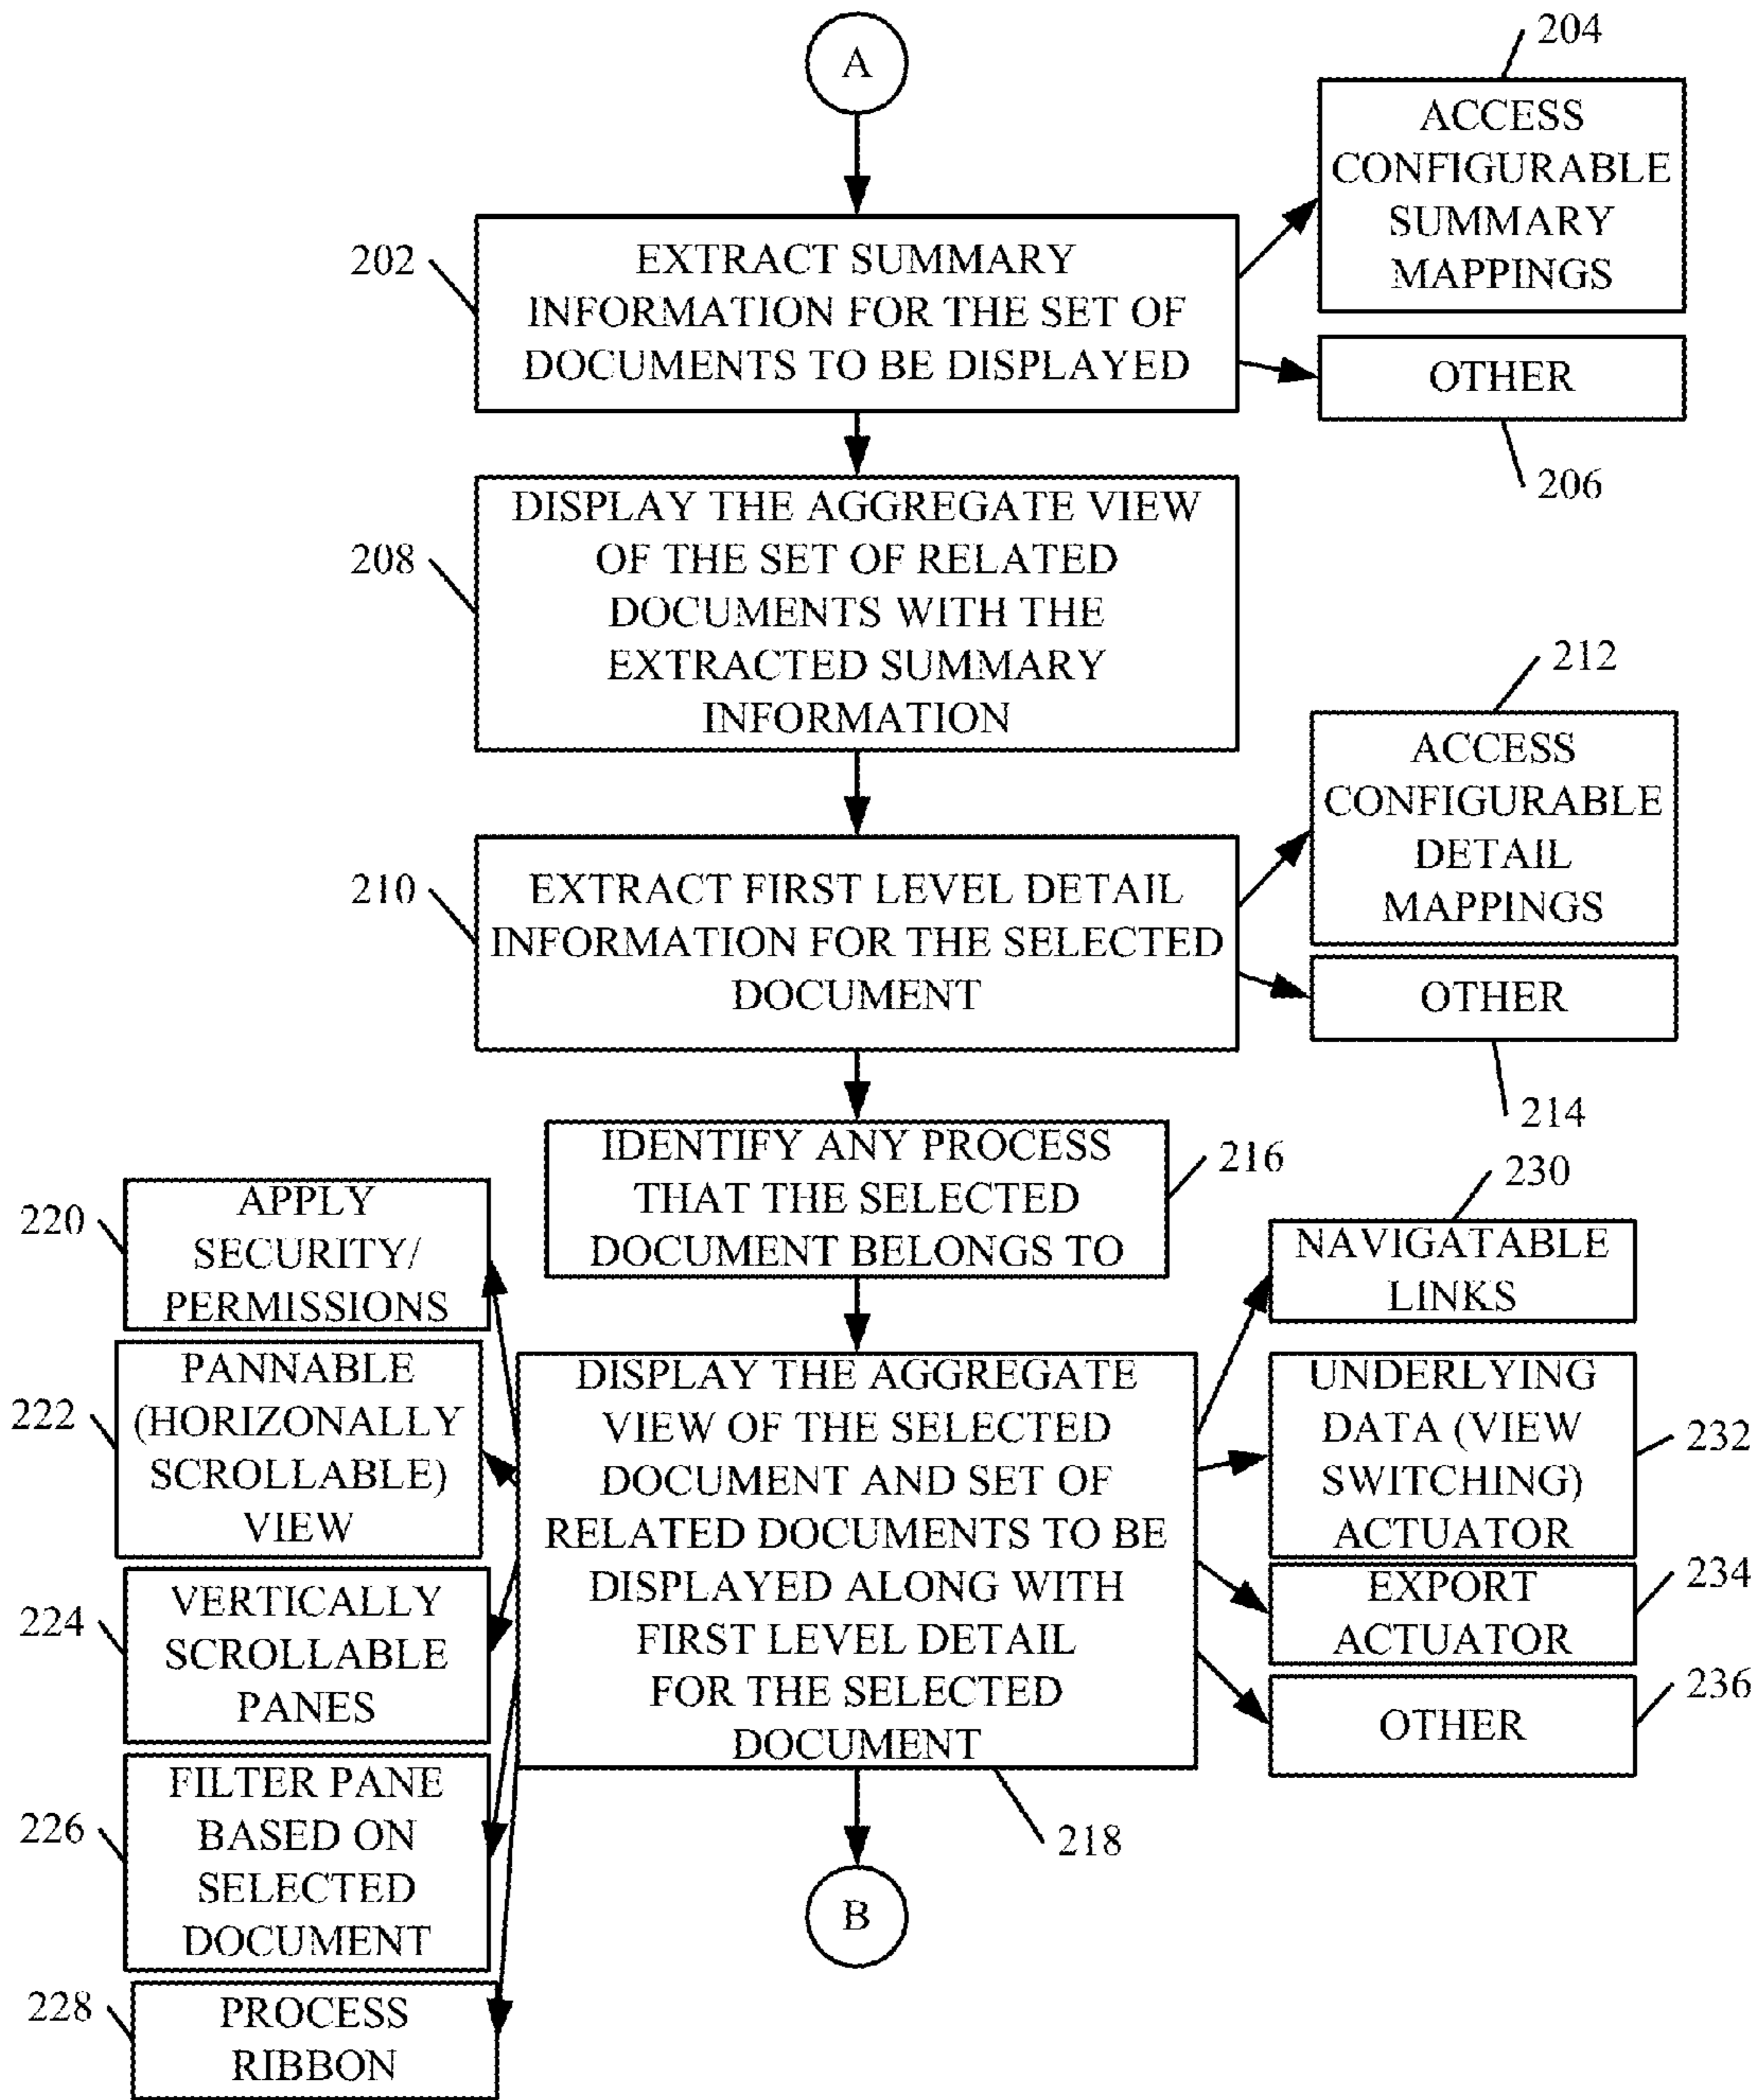 A
204
ACCESS
CONFIGURABLE
SUMMARY
MAPPINGS
202
EXTRACT SUMMARY
INFORMATION FOR THE SET OF
DOCUMENTS TO BE DISPLAYED
OTHER
206
208
DISPLAY THE AGGREGATE VIEW
OF THE SET OF RELATED
DOCUMENTS WITH THE
EXTRACTED SUMMARY
INFORMATION
212
ACCESS
CONFIGURABLE
DETAIL
MAPPINGS
210
EXTRACT FIRST LEVEL DETAIL
INFORMATION FOR THE SELECTED
DOCUMENT
OTHER
214
IDENTIFY ANY PROCESS
THAT THE SELECTED
DOCUMENT BELONGS TO
216
220
APPLY
SECURITY/
PERMISSIONS
222
PANNABLE
(HORIZONALLY
SCROLLABLE)
VIEW
224
VERTICALLY
SCROLLABLE
PANES
226
FILTER PANE
BASED ON
SELECTED
DOCUMENT
228
PROCESS
RIBBON
DISPLAY THE AGGREGATE
VIEW OF THE SELECTED
DOCUMENT AND SET OF
RELATED DOCUMENTS TO BE
DISPLAYED ALONG WITH
FIRST LEVEL DETAIL
FOR THE SELECTED
DOCUMENT
218
230
NAVIGATABLE
LINKS
UNDERLYING
DATA (VIEW
SWITCHING)
ACTUATOR
232
EXPORT
ACTUATOR
234
OTHER
236
B